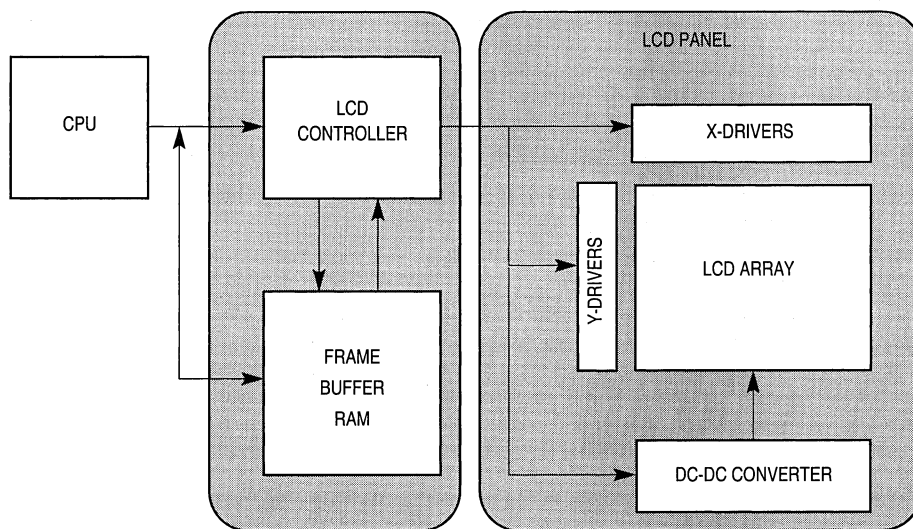 LCD PANEL
CPU
LCD
CONTROLLER
X-DRIVERS
Y-DRIVERS
LCD ARRAY
FRAME
BUFFER
RAM
DC-DC CONVERTER